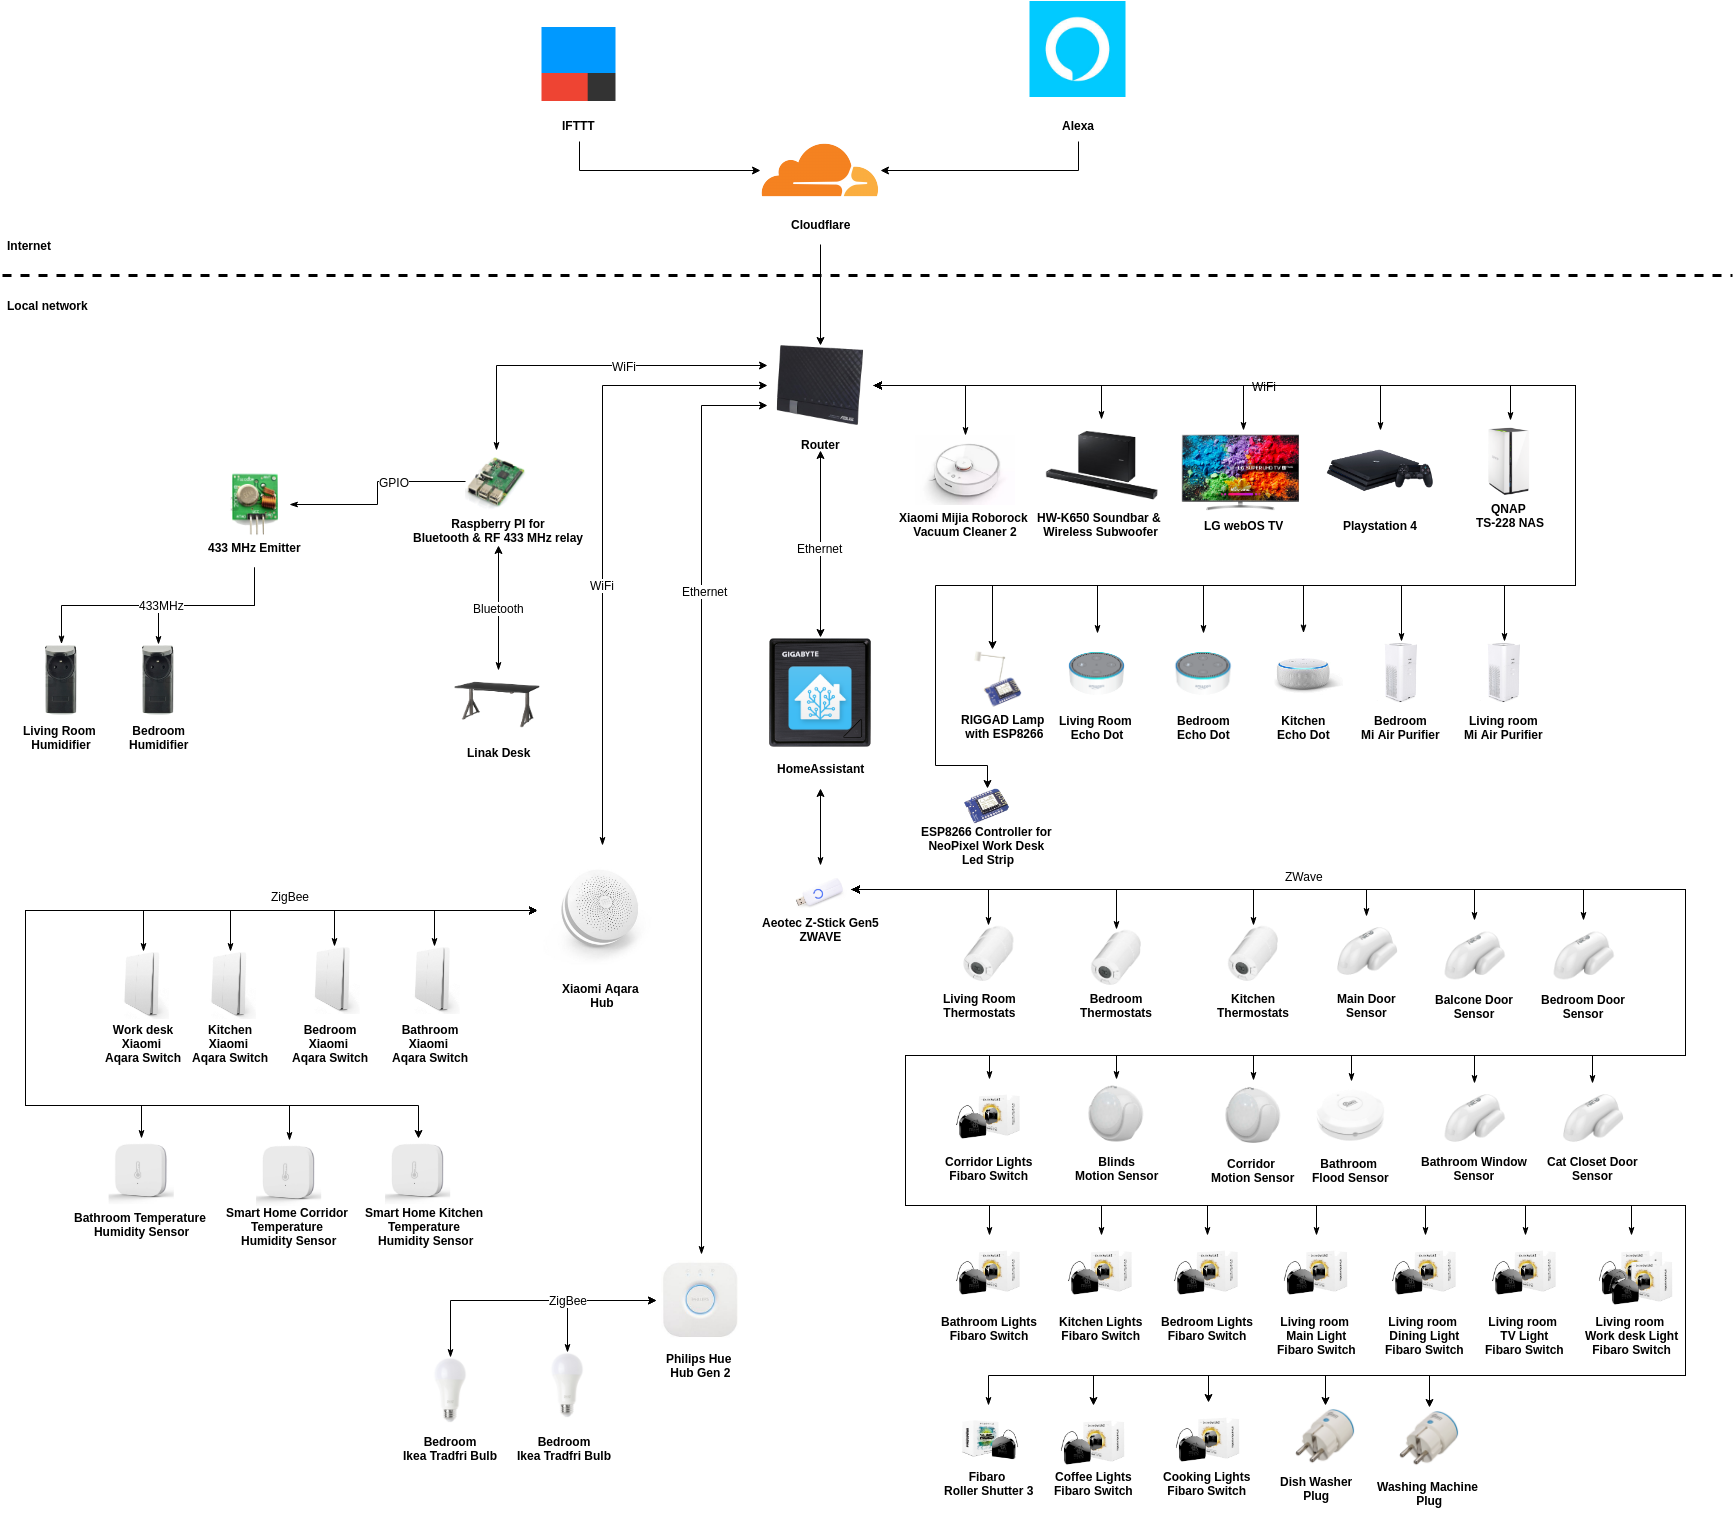 IFTTT
Alexa
Cloudflare
Internet
Local network
WiFi
WiFi
Router
GPIO
Raspberry PI for
Bluetooth & RF 433 MHz relay
433 MHz Emitter
Xiaomi Mijia Roborock
Vacuum Cleaner 2
HW-K650 Soundbar &
Wireless Subwoofer
LG SUPER UHD TV
LG webOS TV
Playstation 4
QNAP
TS-228 NAS
Ethernet
WiFi
Ethernet
433MHz
Bluetooth
GIGABYTE
Living Room
Humidifier
Bedroom
Humidifier
Linak Desk
HomeAssistant
RIGGAD Lamp
with ESP8266
Living Room
Echo Dot
Bedroom
Echo Dot
Kitchen
Echo Dot
Bedroom
Mi Air Purifier
Living room
Mi Air Purifier
ESP8266 Controller for
NeoPixel Work Desk
Led Strip
ZigBee
ZWave
Aeotec Z-Stick Gen5
ZWAVE
Xiaomi Aqara
Hub
Work desk
Xiaomi
Aqara Switch
Kitchen
Xiaomi
Aqara Switch
Bedroom
Xiaomi
Aqara Switch
Bathroom
Xiaomi
Aqara Switch
Living Room
Thermostats
Bedroom
Thermostats
Kitchen
Thermostats
Main Door
Sensor
Balcone Door
Sensor
Bedroom Door
Sensor
Corridor Lights
Fibaro Switch
Blinds
Motion Sensor
Corridor
Motion Sensor
Bathroom
Flood Sensor
Bathroom Window
Sensor
Cat Closet Door
Sensor
Bathroom Temperature
Humidity Sensor
Smart Home Corridor
Temperature
Humidity Sensor
Smart Home Kitchen
Temperature
Humidity Sensor
ZigBee
Philips Hue
Hub Gen 2
Bathroom Lights
Fibaro Switch
Kitchen Lights
Fibaro Switch
Bedroom Lights
Fibaro Switch
Living room
Main Light
Fibaro Switch
Living room
Dining Light
Fibaro Switch
Living room
TV Light
Fibaro Switch
Living room
Work desk Light
Fibaro Switch
Bedroom
Ikea Tradfri Bulb
Bedroom
Ikea Tradfri Bulb
Fibaro
Roller Shutter 3
Coffee Lights
Fibaro Switch
Cooking Lights
Fibaro Switch
Dish Washer
Plug
Washing Machine
Plug